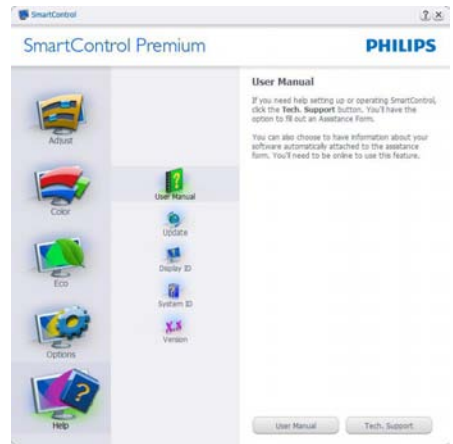 SmartControl
SmartControl Premium
PHILIPS
Adjust
Color
Eco
Options
Help
User Manual
Update
Display ID
System ID
X.x
Version
User Manual
If you need help setting up or operating SmartControl,
click the Tech. Support button. You'll have the
option to fill out an Assistance Form.
You can also choose to have information about your
software automatically attached to the assistance
form. You'll need to be online to use this feature.
User Manual
Tech. Support